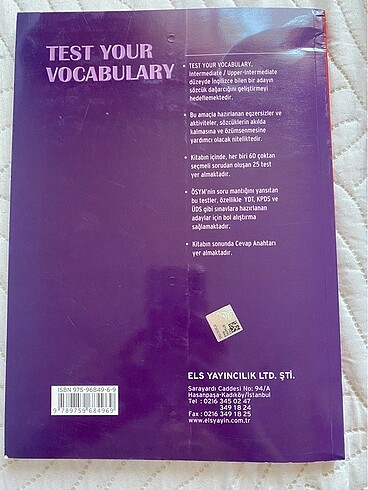 TEST YOUR
VOCABULARY
• TEST YOUR VOCABULARY,
Intermediate / Upper-Intermediate
düzeyde İngilizce bilen bir adayın
sözcük dağarcığını geliştirmeyi
hedeflemektedir.
• Bu amaçla hazırlanan egzersizler ve
aktiviteler, sözcüklerin akılda
kalmasına ve özümsenmesine
yardımcı olacak niteliktedir.
• Kitabın içinde, her biri 60 çoktan
seçmeli sorudan oluşan 25 test
yer almaktadır.
• ÖSYM'nin soru mantığını yansıtan
bu testler, özellikle YDT, KPDS ve
ÜDS gibi sınavlara hazırlanan
adaylar için bol alıştırma
sağlamaktadır.
• Kitabın sonunda Cevap Anahtarı
yer almaktadır.
ELS YAYINCILIK LTD. ŞTİ.
Sarayardı Caddesi No: 94/A
Hasanpaşa-Kadıköy/İstanbul
Tel : 0216 345 02 47
349 18 24
Fax : 0216 349 18 25
www.elsyayin.com.tr
ISBN 975-96849-6-9
9 789759 684969